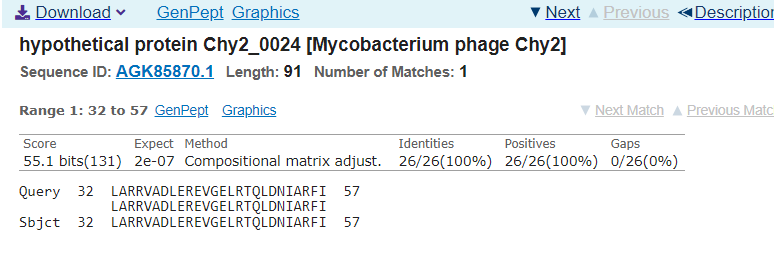 Download GenPept Graphics Next Previous Description
hypothetical protein Chy2_0024 [Mycobacterium phage Chy2]
Sequence ID: AGK85870.1 Length: 91 Number of Matches: 1
Range 1: 32 to 57 GenPept Graphics Next Match Previous Matc
Score Expect Method Identities Positives Gaps
55.1 bits(131) 2e-07 Compositional matrix adjust. 26/26(100%) 26/26(100%) 0/26(0%)
Query 32 LARRVADLEREVGELRTQLDNIARFI 57
LARRVADLEREVGELRTQLDNIARFI
Sbjct 32 LARRVADLEREVGELRTQLDNIARFI 57